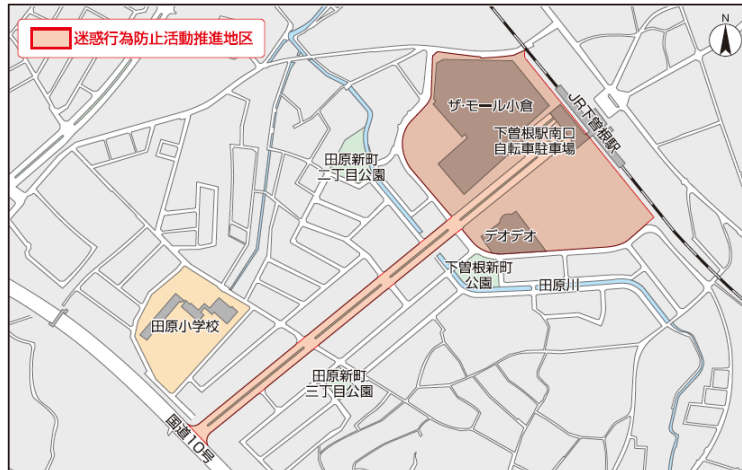 迷惑行為防止活動推進地区
N
ザ・モール小倉
JR下曽根駅
下曽根駅南口
自転車駐車場
田原新町
二丁目公園
デオデオ
下曽根新町
公園
田原川
田原小学校
田原新町
三丁目公園
国道10号